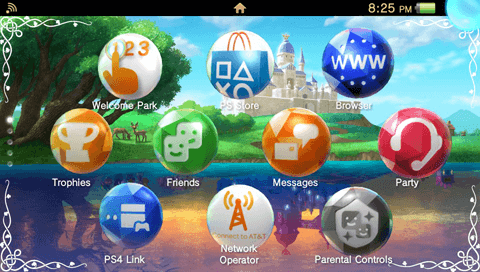 8:25 PM
123
Welcome Park
PS Store
WWW
Browser
Trophies
Friends
Messages
Party
PS4 Link
Connect to AT&T
Network
Operator
Parental Controls